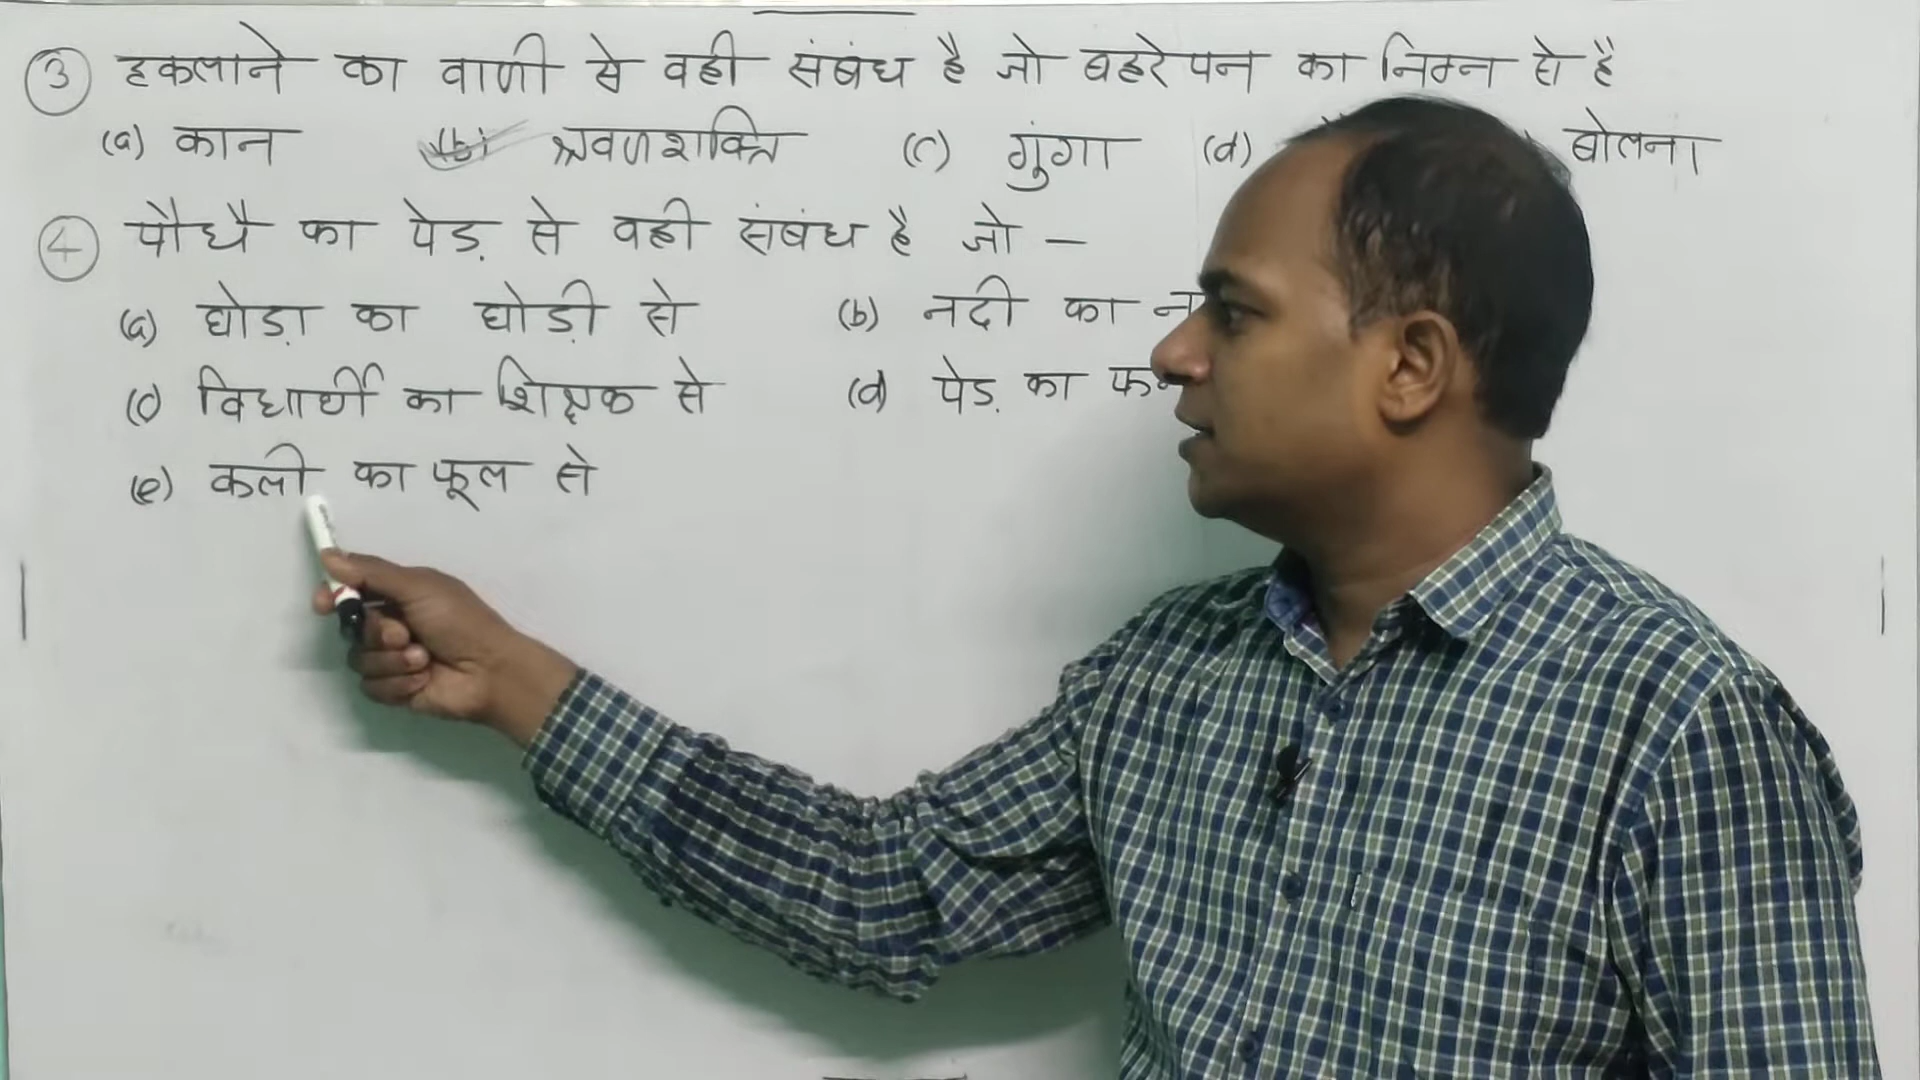 ③ हकलाने का वाणी से वही संबंध है जो बहरेपन का निम्न से है
(a) कान (b) श्रवणशक्ति (c) गुंगा (d) बोलना
④ पौधै का पेड़ से वही संबंध है जो –
(a) घोड़ा का घोड़ी से (b) नदी का
(c) विद्यार्थी का शिक्षक से (d) पेड़ का
(e) कली का फूल से